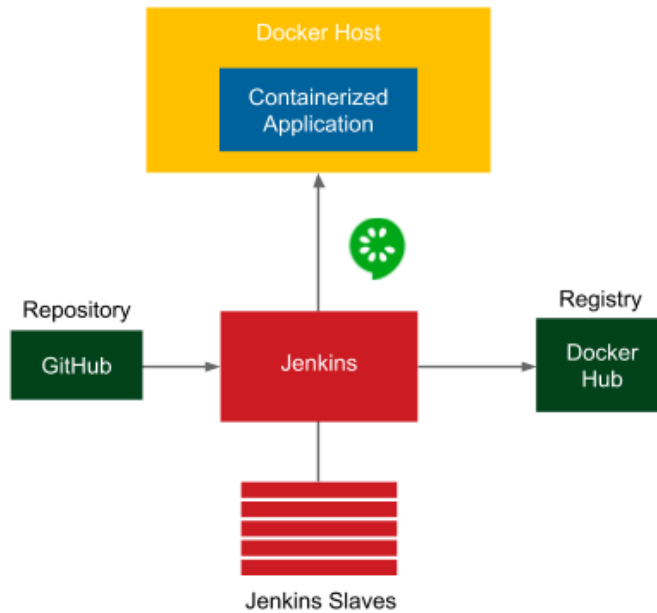 Docker Host
Containerized
Application
Repository
GitHub
Jenkins
Registry
Docker
Hub
Jenkins Slaves